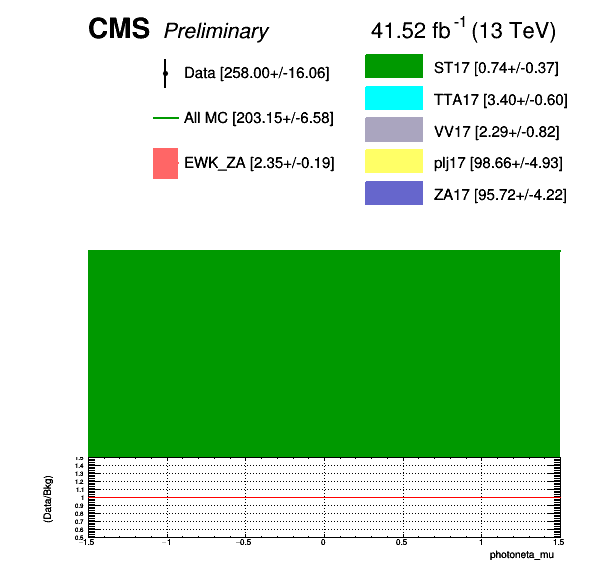 CMS Preliminary 41.52 fb⁻¹ (13 TeV)
Data [258.00+/-16.06]
All MC [203.15+/-6.58]
EWK_ZA [2.35+/-0.19]
ST17 [0.74+/-0.37]
TTA17 [3.40+/-0.60]
VV17 [2.29+/-0.82]
plj17 [98.66+/-4.93]
ZA17 [95.72+/-4.22]
(Data/Bkg)
1.5
1.4
1.3
1.2
1.1
1
0.9
0.8
0.7
0.6
0.5
-1.5 -1 -0.5 0 0.5 1 1.5
photoneta_mu